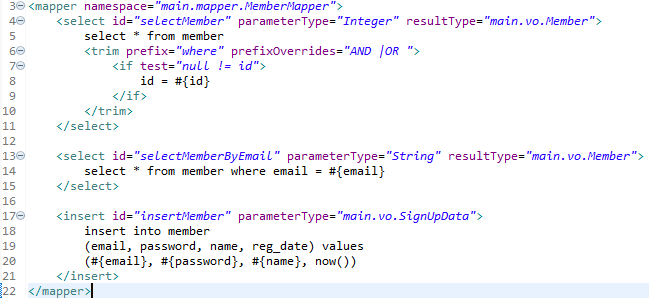 3 <mapper namespace="main.mapper.MemberMapper">
4 <select id="selectMember" parameterType="Integer" resultType="main.vo.Member">
5 select * from member
6 <trim prefix="where" prefixOverrides="AND |OR ">
7 <if test="null != id">
8 id = #{id}
9 </if>
10 </trim>
11 </select>
12
13 <select id="selectMemberByEmail" parameterType="String" resultType="main.vo.Member">
14 select * from member where email = #{email}
15 </select>
16
17 <insert id="insertMember" parameterType="main.vo.SignUpData">
18 insert into member
19 (email, password, name, reg_date) values
20 (#{email}, #{password}, #{name}, now())
21 </insert>
22 </mapper>